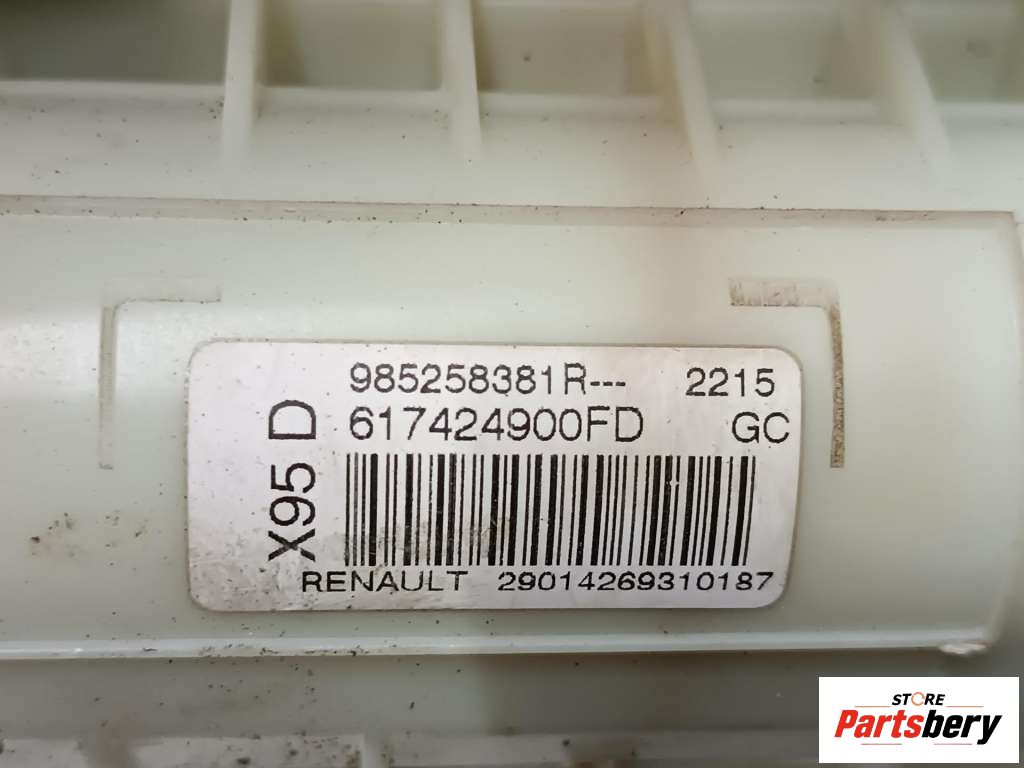 985258381R--- 2215
617424900FD GC
X95 D
RENAULT 29014269310187
STORE
Partsbery